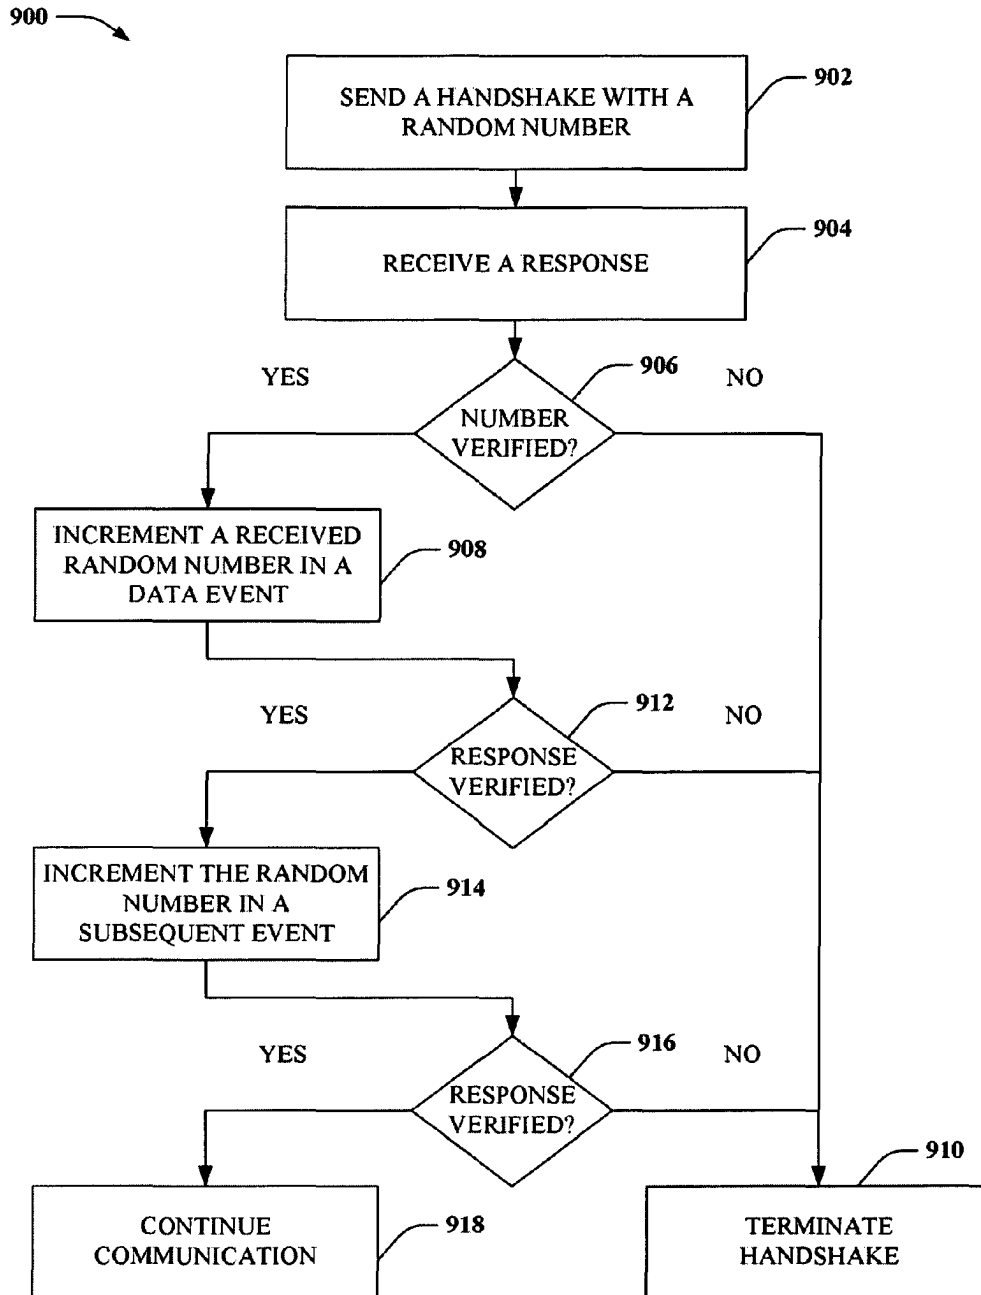 900
SEND A HANDSHAKE WITH A
RANDOM NUMBER
902
RECEIVE A RESPONSE
904
906
YES
NO
NUMBER
VERIFIED?
INCREMENT A RECEIVED
RANDOM NUMBER IN A
DATA EVENT
908
912
YES
NO
RESPONSE
VERIFIED?
INCREMENT THE RANDOM
NUMBER IN A
SUBSEQUENT EVENT
914
916
YES
NO
RESPONSE
VERIFIED?
910
CONTINUE
COMMUNICATION
918
TERMINATE
HANDSHAKE